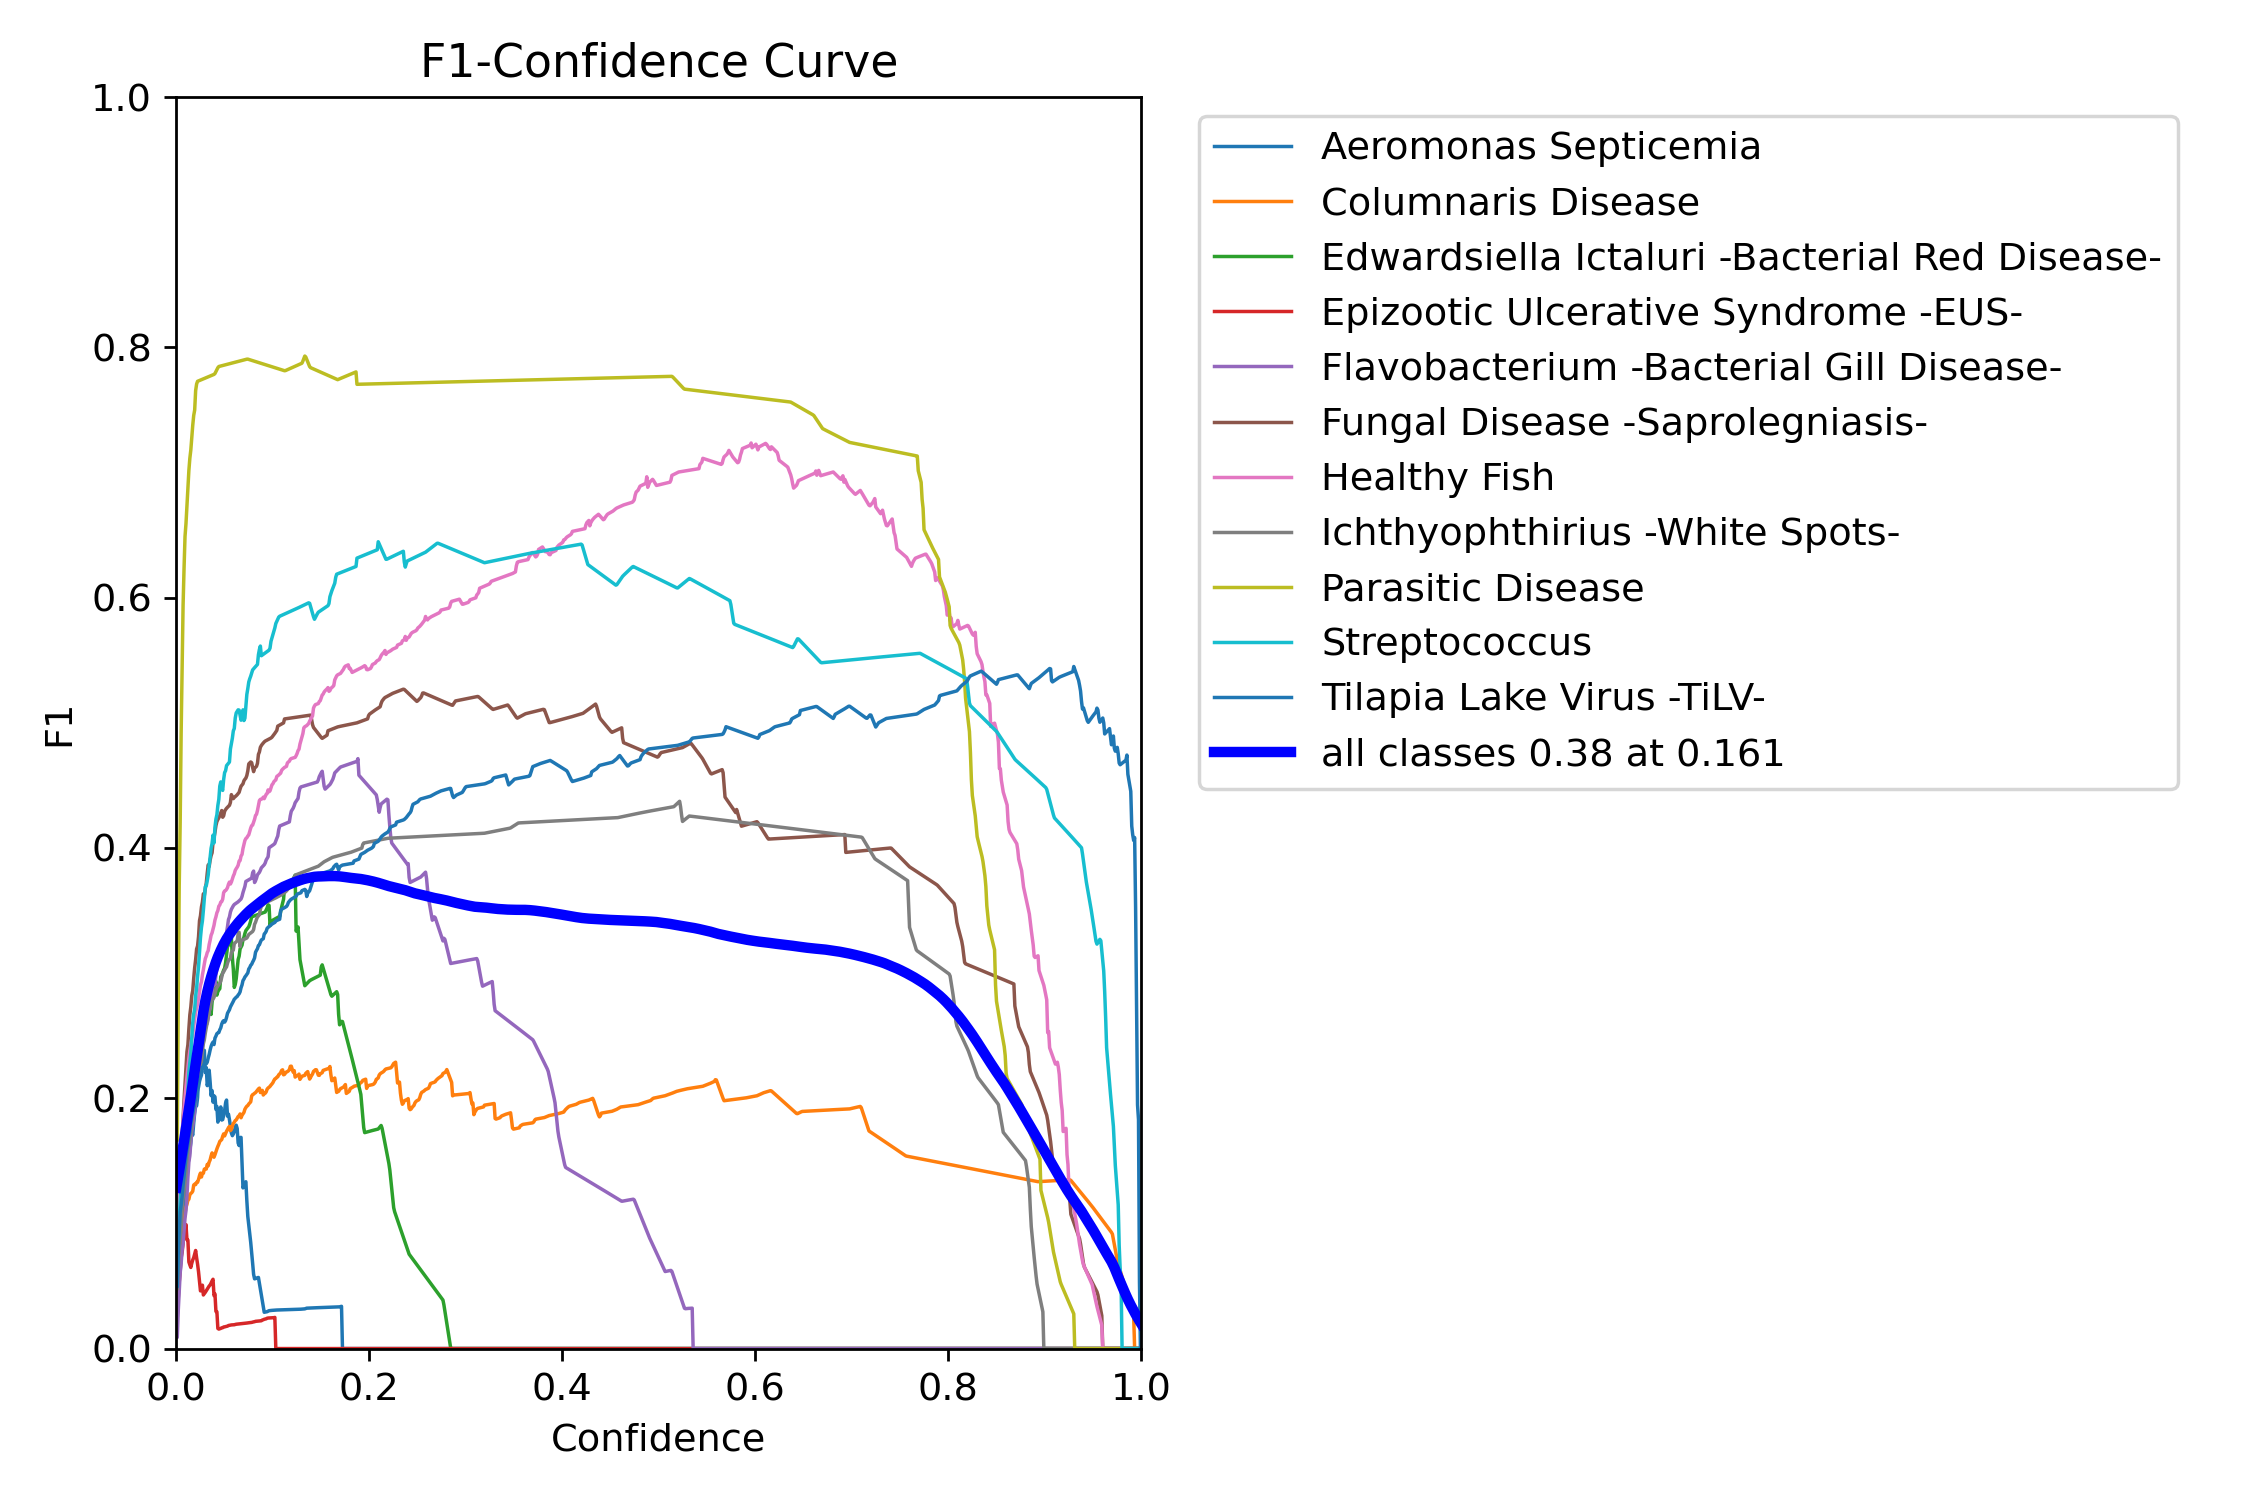 F1-Confidence Curve
1.0
0.8
0.6
0.4
0.2
0.0
F1
0.0 0.2 0.4 0.6 0.8 1.0
Confidence
Aeromonas Septicemia
Columnaris Disease
Edwardsiella Ictaluri -Bacterial Red Disease-
Epizootic Ulcerative Syndrome -EUS-
Flavobacterium -Bacterial Gill Disease-
Fungal Disease -Saprolegniasis-
Healthy Fish
Ichthyophthirius -White Spots-
Parasitic Disease
Streptococcus
Tilapia Lake Virus -TiLV-
all classes 0.38 at 0.161